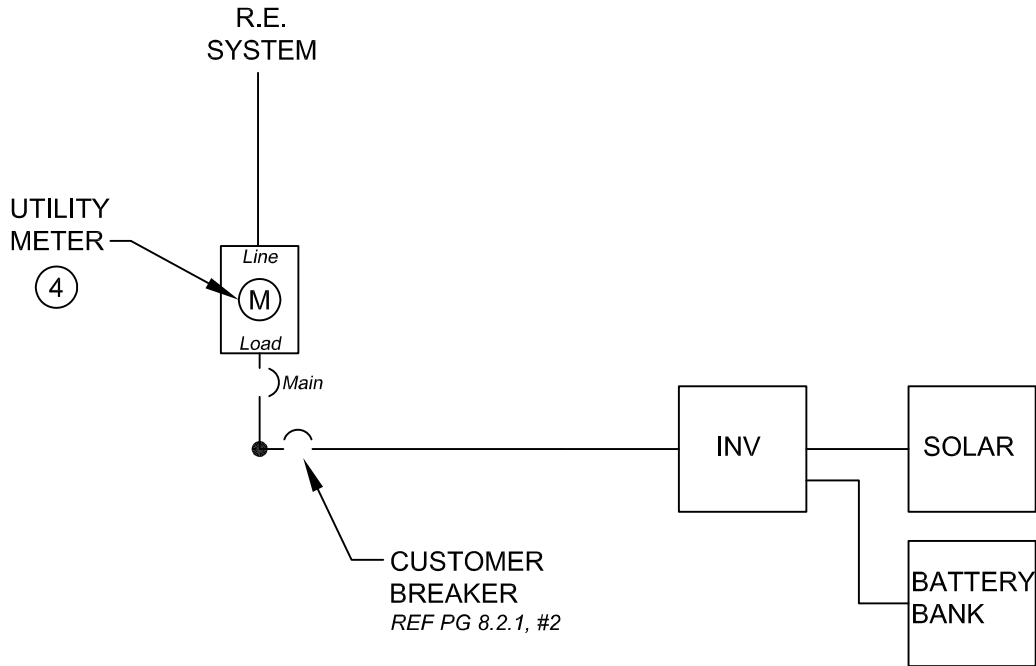 R.E.
SYSTEM
UTILITY
METER
4
Line
M
Load
Main
INV
SOLAR
BATTERY
BANK
CUSTOMER
BREAKER
REF PG 8.2.1, #2